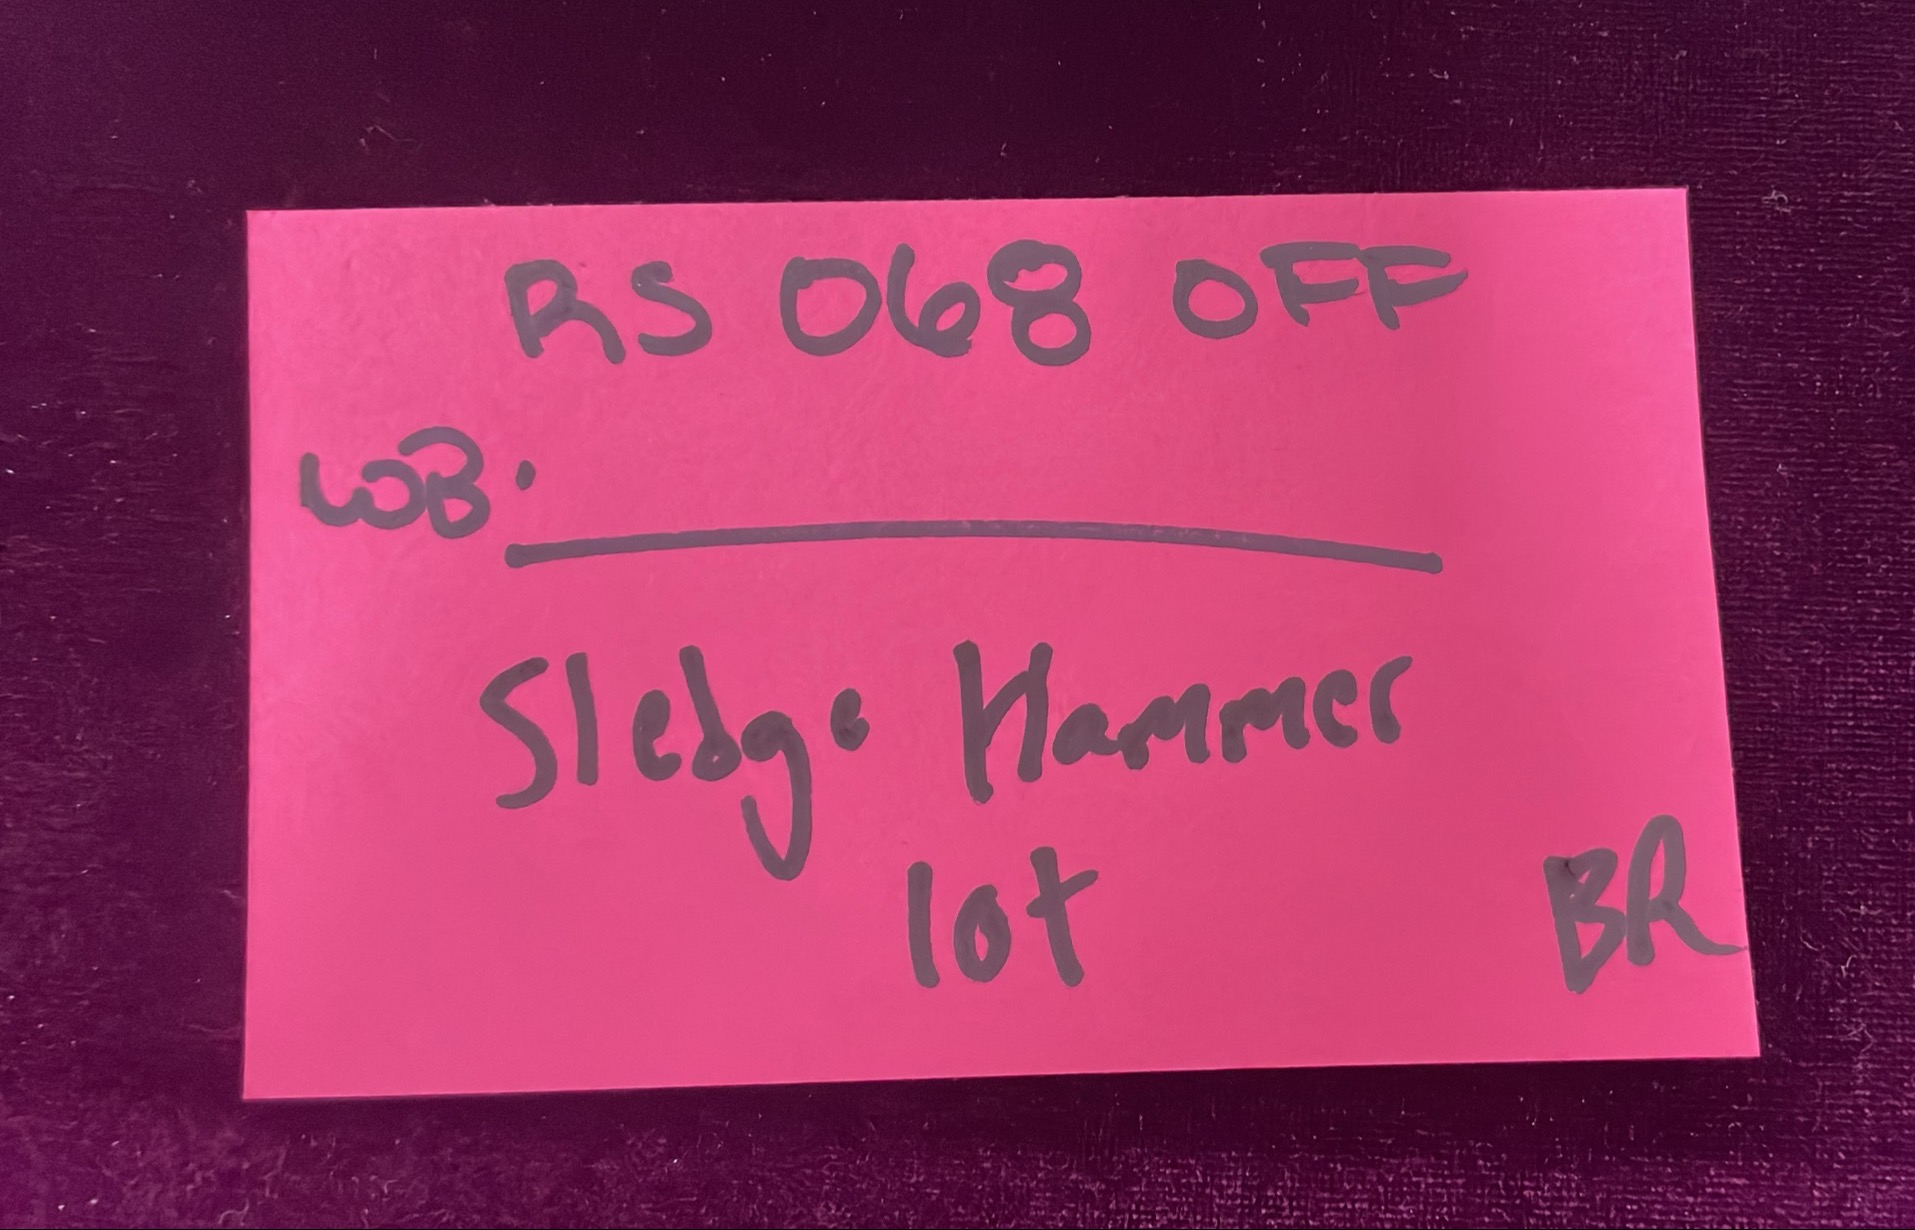 RS 068 OFF
WB:
Sledge Hammer
lot
BR